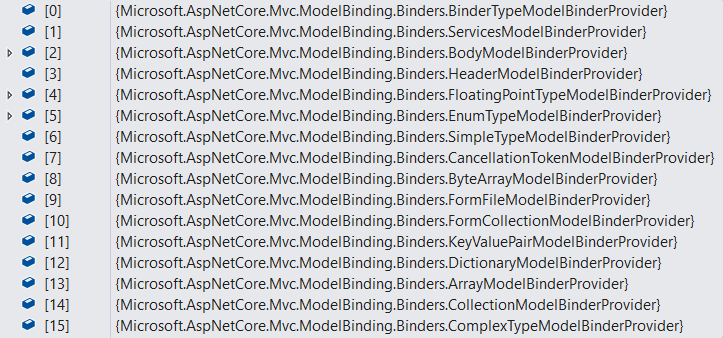 [0] {Microsoft.AspNetCore.Mvc.ModelBinding.Binders.BinderTypeModelBinderProvider}
[1] {Microsoft.AspNetCore.Mvc.ModelBinding.Binders.ServicesModelBinderProvider}
[2] {Microsoft.AspNetCore.Mvc.ModelBinding.Binders.BodyModelBinderProvider}
[3] {Microsoft.AspNetCore.Mvc.ModelBinding.Binders.HeaderModelBinderProvider}
[4] {Microsoft.AspNetCore.Mvc.ModelBinding.Binders.FloatingPointTypeModelBinderProvider}
[5] {Microsoft.AspNetCore.Mvc.ModelBinding.Binders.EnumTypeModelBinderProvider}
[6] {Microsoft.AspNetCore.Mvc.ModelBinding.Binders.SimpleTypeModelBinderProvider}
[7] {Microsoft.AspNetCore.Mvc.ModelBinding.Binders.CancellationTokenModelBinderProvider}
[8] {Microsoft.AspNetCore.Mvc.ModelBinding.Binders.ByteArrayModelBinderProvider}
[9] {Microsoft.AspNetCore.Mvc.ModelBinding.Binders.FormFileModelBinderProvider}
[10] {Microsoft.AspNetCore.Mvc.ModelBinding.Binders.FormCollectionModelBinderProvider}
[11] {Microsoft.AspNetCore.Mvc.ModelBinding.Binders.KeyValuePairModelBinderProvider}
[12] {Microsoft.AspNetCore.Mvc.ModelBinding.Binders.DictionaryModelBinderProvider}
[13] {Microsoft.AspNetCore.Mvc.ModelBinding.Binders.ArrayModelBinderProvider}
[14] {Microsoft.AspNetCore.Mvc.ModelBinding.Binders.CollectionModelBinderProvider}
[15] {Microsoft.AspNetCore.Mvc.ModelBinding.Binders.ComplexTypeModelBinderProvider}